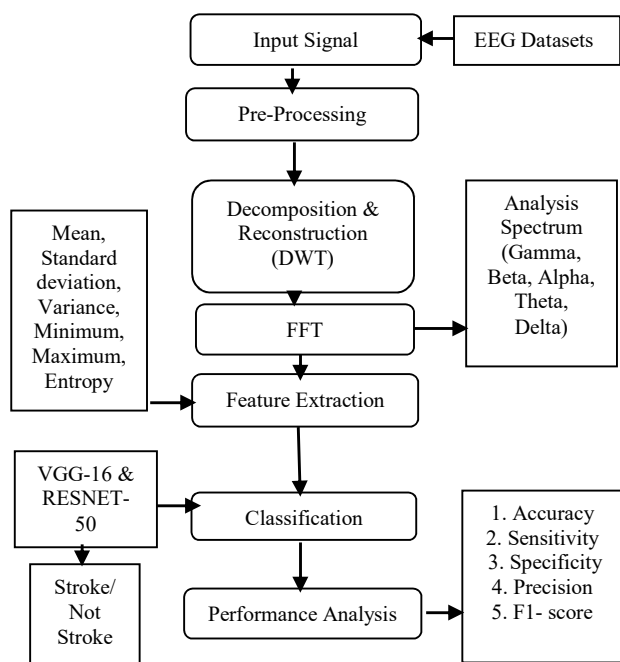 Input Signal
EEG Datasets
Pre-Processing
Decomposition &
Reconstruction
(DWT)
Analysis
Spectrum
(Gamma,
Beta, Alpha,
Theta,
Delta)
Mean,
Standard
deviation,
Variance,
Minimum,
Maximum,
Entropy
FFT
Feature Extraction
VGG-16 &
RESNET-
50
Classification
Stroke/
Not
Stroke
Performance Analysis
1. Accuracy
2. Sensitivity
3. Specificity
4. Precision
5. F1- score